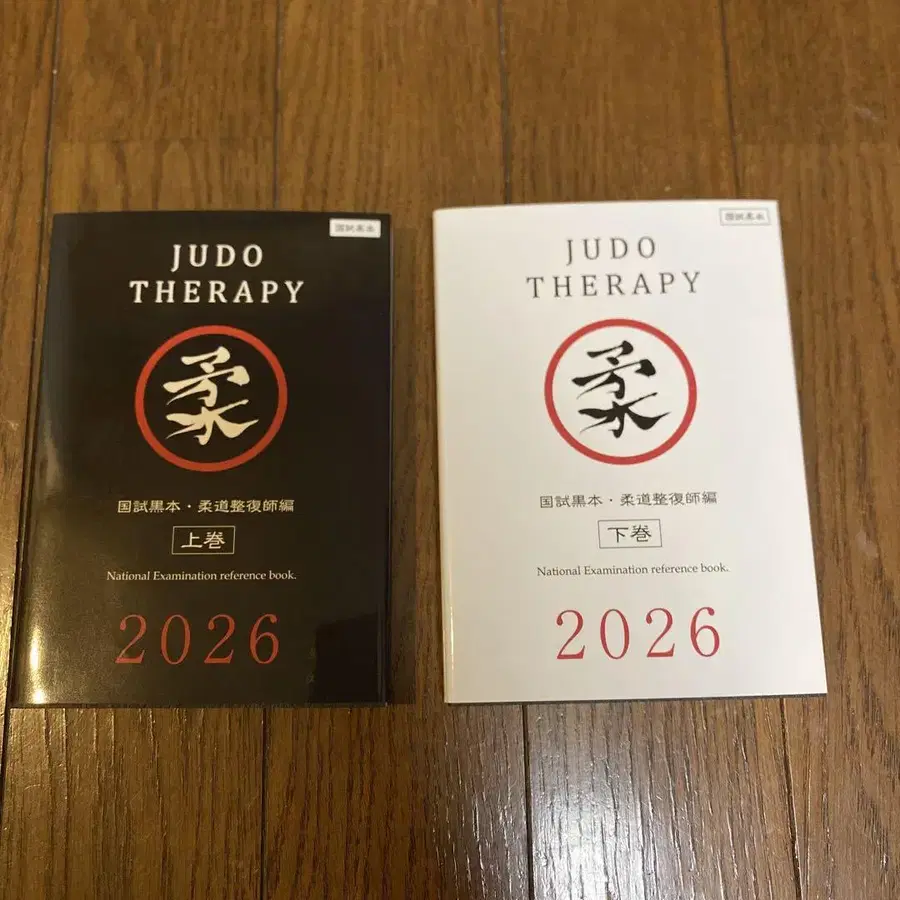 国試黒本
JUDO
THERAPY
柔
国試黒本・柔道整復師編
上巻
National Examination reference book.
2026
国試黒本
JUDO
THERAPY
柔
国試黒本・柔道整復師編
下巻
National Examination reference book.
2026